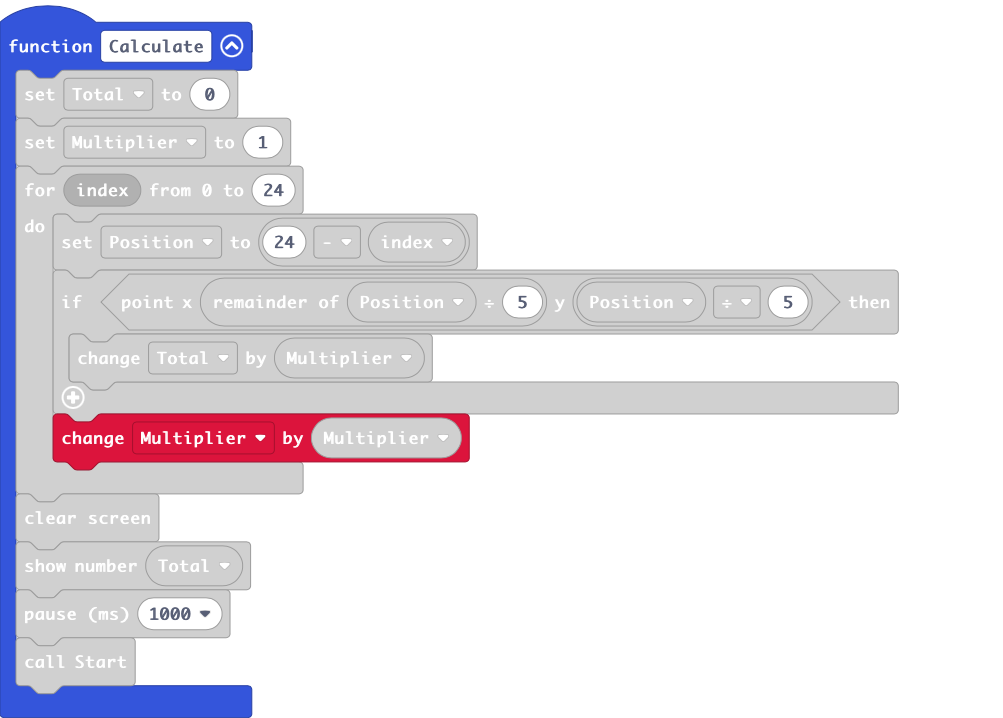 function Calculate
set Total to 0
set Multiplier to 1
for index from 0 to 24
do
set Position to 24 - index
if point x remainder of Position ÷ 5 y Position ÷ 5 then
change Total by Multiplier
change Multiplier by Multiplier
clear screen
show number Total
pause (ms) 1000
call Start